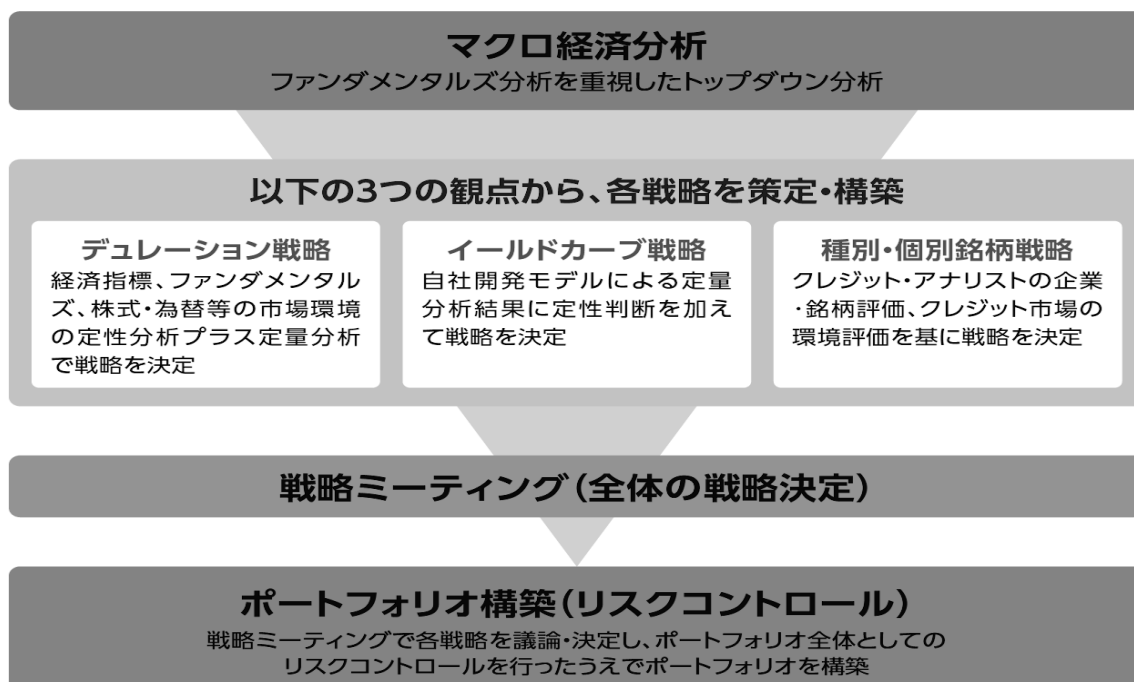 マクロ経済分析
ファンダメンタルズ分析を重視したトップダウン分析
以下の3つの観点から、各戦略を策定・構築
デュレーション戦略
経済指標、ファンダメンタル
ズ、株式・為替等の市場環境
の定性分析プラス定量分析
で戦略を決定
イールドカーブ戦略
自社開発モデルによる定量
分析結果に定性判断を加え
て戦略を決定
種別・個別銘柄戦略
クレジット・アナリストの企業
・銘柄評価、クレジット市場の
環境評価を基に戦略を決定
戦略ミーティング(全体の戦略決定)
ポートフォリオ構築(リスクコントロール)
戦略ミーティングで各戦略を議論・決定し、ポートフォリオ全体としての
リスクコントロールを行ったうえでポートフォリオを構築